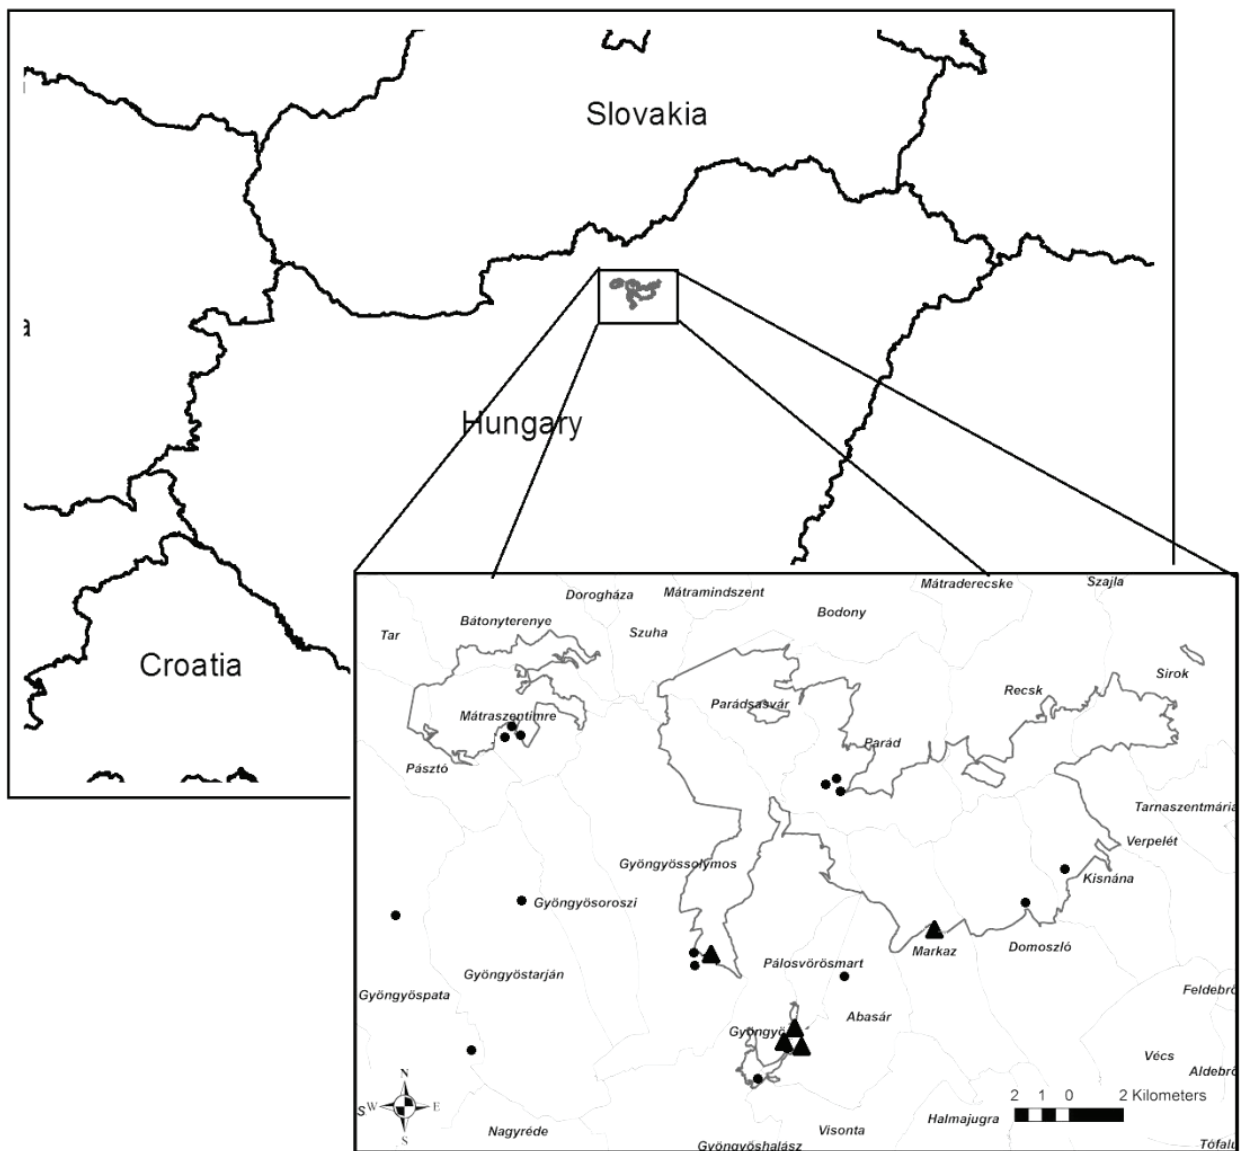 Slovakia
Hungary
Croatia
Dorogháza
Mátramindszent
Mátraderecske
Szajla
Bátonyterenye
Bodony
Tar
Szuha
Sirok
Recsk
Parádsasvár
Mátraszentimre
Parád
Pásztó
Tarnaszentmária
Verpelét
Gyöngyössolymos
Kisnána
Gyöngyösoroszi
Domoszló
Markaz
Pálosvörösmart
Gyöngyöstarján
Gyöngyöspata
Feldebrő
Abasár
Vécs
Aldebrő
N
W E
S
2 1 0 2 Kilometers
Halmajugra
Nagyréde
Visonta
Gyöngyöshalász